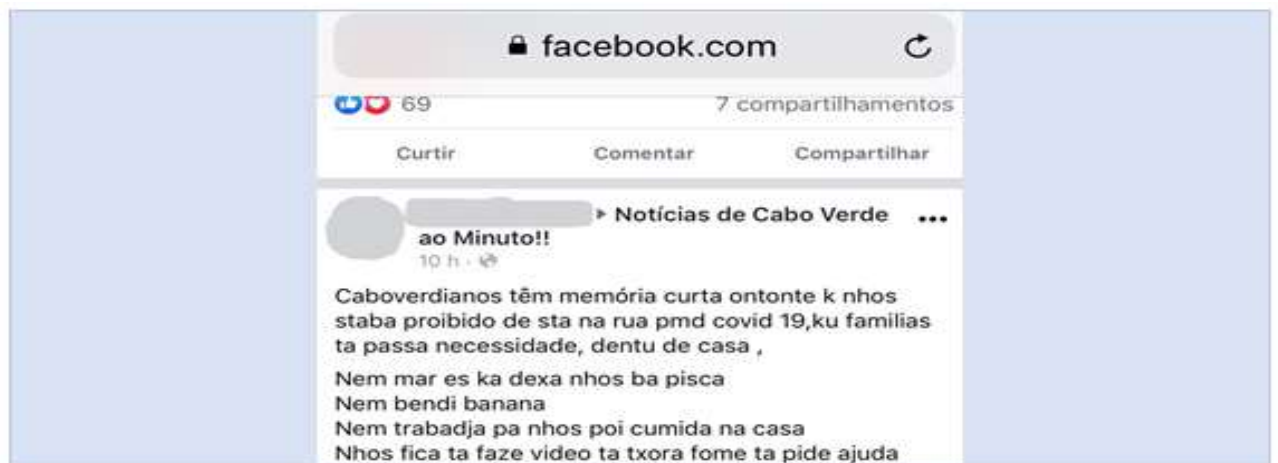 facebook.com
69 7 compartilhamentos
Curtir Comentar Compartilhar
Notícias de Cabo Verde
ao Minuto!!
10 h
Caboverdianos têm memória curta ontonte k nhos
staba proibido de sta na rua pmd covid 19,ku familias
ta passa necessidade, dentu de casa ,
Nem mar es ka dexa nhos ba pisca
Nem bendi banana
Nem trabadja pa nhos poi cumida na casa
Nhos fica ta faze video ta txora fome ta pide ajuda